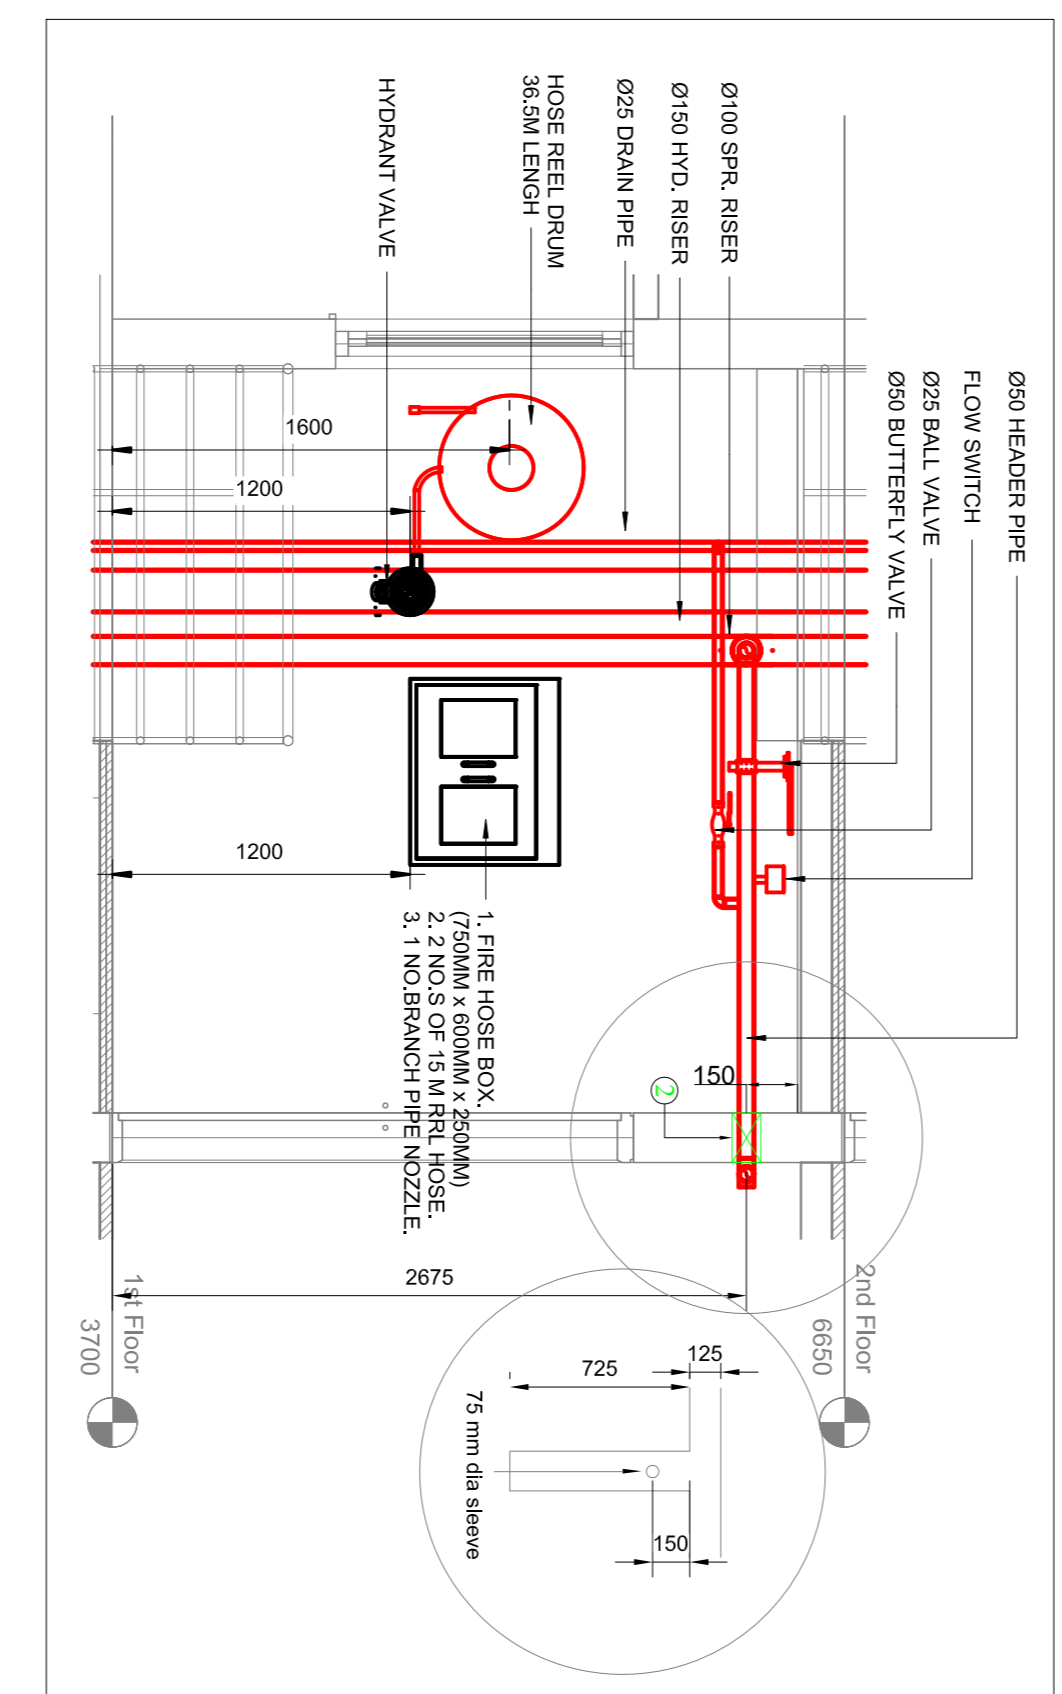 Ø50 HEADER PIPE
FLOW SWITCH
Ø25 BALL VALVE
Ø50 BUTTERFLY VALVE
Ø100 SPR. RISER
Ø150 HYD. RISER
Ø25 DRAIN PIPE
HOSE REEL DRUM
36.5M LENGH
HYDRANT VALVE
1600
1200
1200
1. FIRE HOSE BOX.
(750MM x 600MM x 250MM)
2. 2 NO.S OF 15 M RRL HOSE.
3. 1 NO.BRANCH PIPE NOZZLE.
150
2
2675
2nd Floor
6650
1st Floor
3700
125
725
75 mm dia sleeve
150